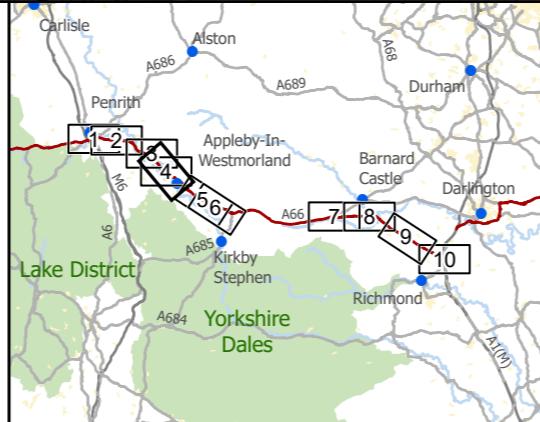 Carlisle
Alston
A686
A68
A689
Durham
Penrith
Appleby-In-
Westmorland
Barnard
Castle
Darlington
1
2
3
4
5
6
7
8
9
10
M6
A6
A66
A685
Kirkby
Stephen
Lake District
Richmond
A684
Yorkshire
Dales
A1(M)